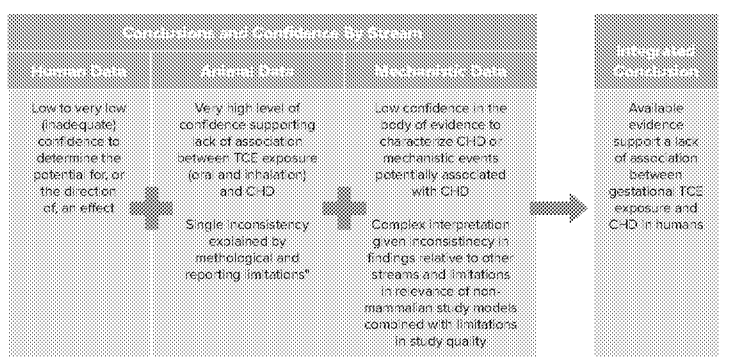 Conclusions and Confidence By Stream
Integrated
Conclusion
Human Data
Animal Data
Mechanistic Data
Low to very low
(inadequate)
confidence to
determine the
potential for, or
the direction
of, an effect
Very high level of
confidence supporting
lack of association
between TCE exposure
(oral and inhalation)
and CHD
Single inconsistency
explained by
methological and
reporting limitations"
Low confidence in the
body of evidence to
characterize CHD or
mechanistic events
potentially associated
with CHD
Complex interpretation
given inconsistinecy in
findings relative to other
streams and limitations
in relevance of non-
mammalian study models
combined with limitations
in study quality
Available
evidence
support a lack
of association
between
gestational TCE
exposure and
CHD in humans